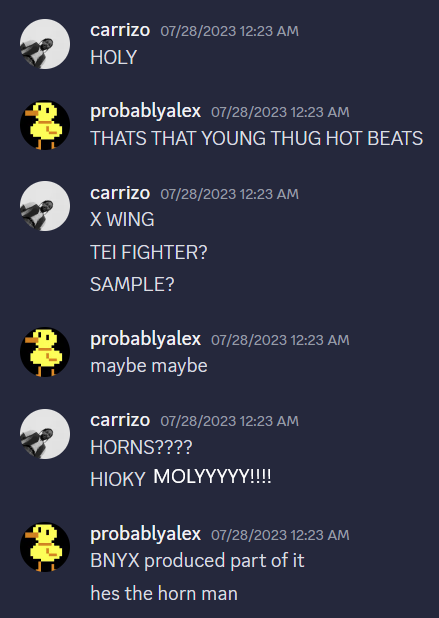 carrizo 07/28/2023 12:23 AM
HOLY
probablyalex 07/28/2023 12:23 AM
THATS THAT YOUNG THUG HOT BEATS
carrizo 07/28/2023 12:23 AM
X WING
TEI FIGHTER?
SAMPLE?
probablyalex 07/28/2023 12:23 AM
maybe maybe
carrizo 07/28/2023 12:23 AM
HORNS????
HIOKY MOLYYYYY!!!!
probablyalex 07/28/2023 12:23 AM
BNYX produced part of it
hes the horn man